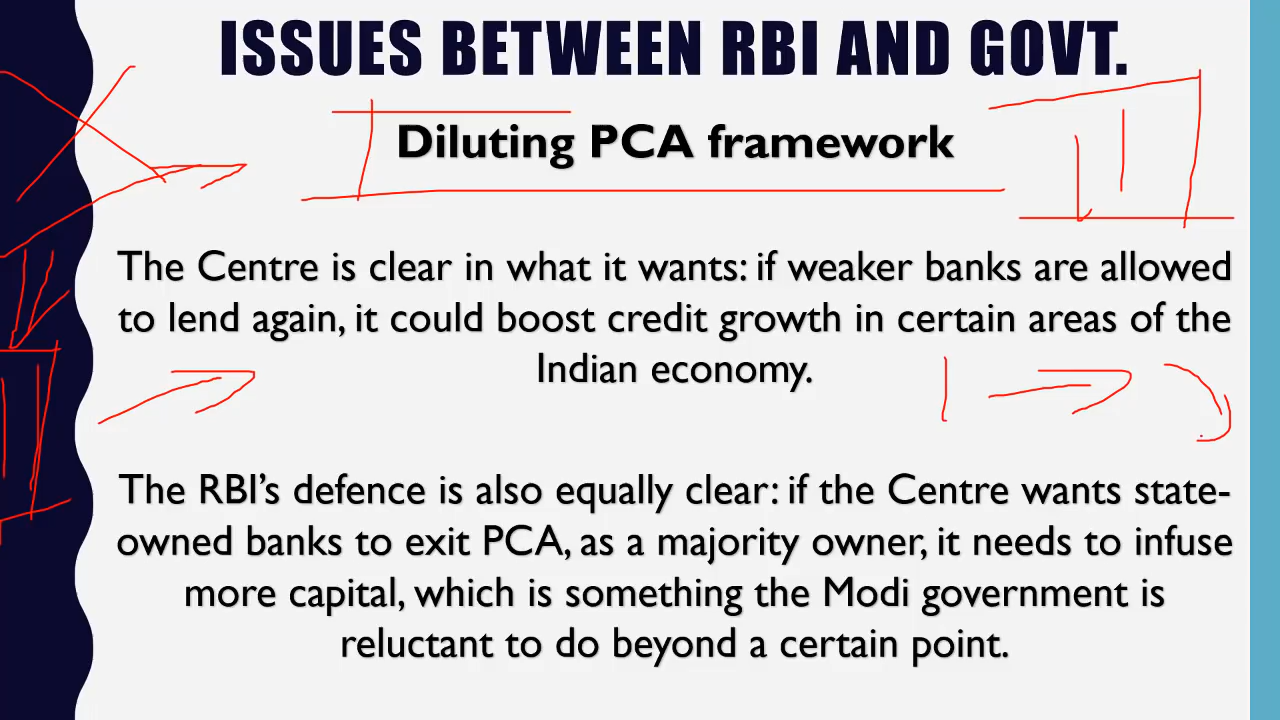 ISSUES BETWEEN RBI AND GOVT.
Diluting PCA framework
The Centre is clear in what it wants: if weaker banks are allowed
to lend again, it could boost credit growth in certain areas of the
Indian economy.
The RBI’s defence is also equally clear: if the Centre wants state-
owned banks to exit PCA, as a majority owner, it needs to infuse
more capital, which is something the Modi government is
reluctant to do beyond a certain point.